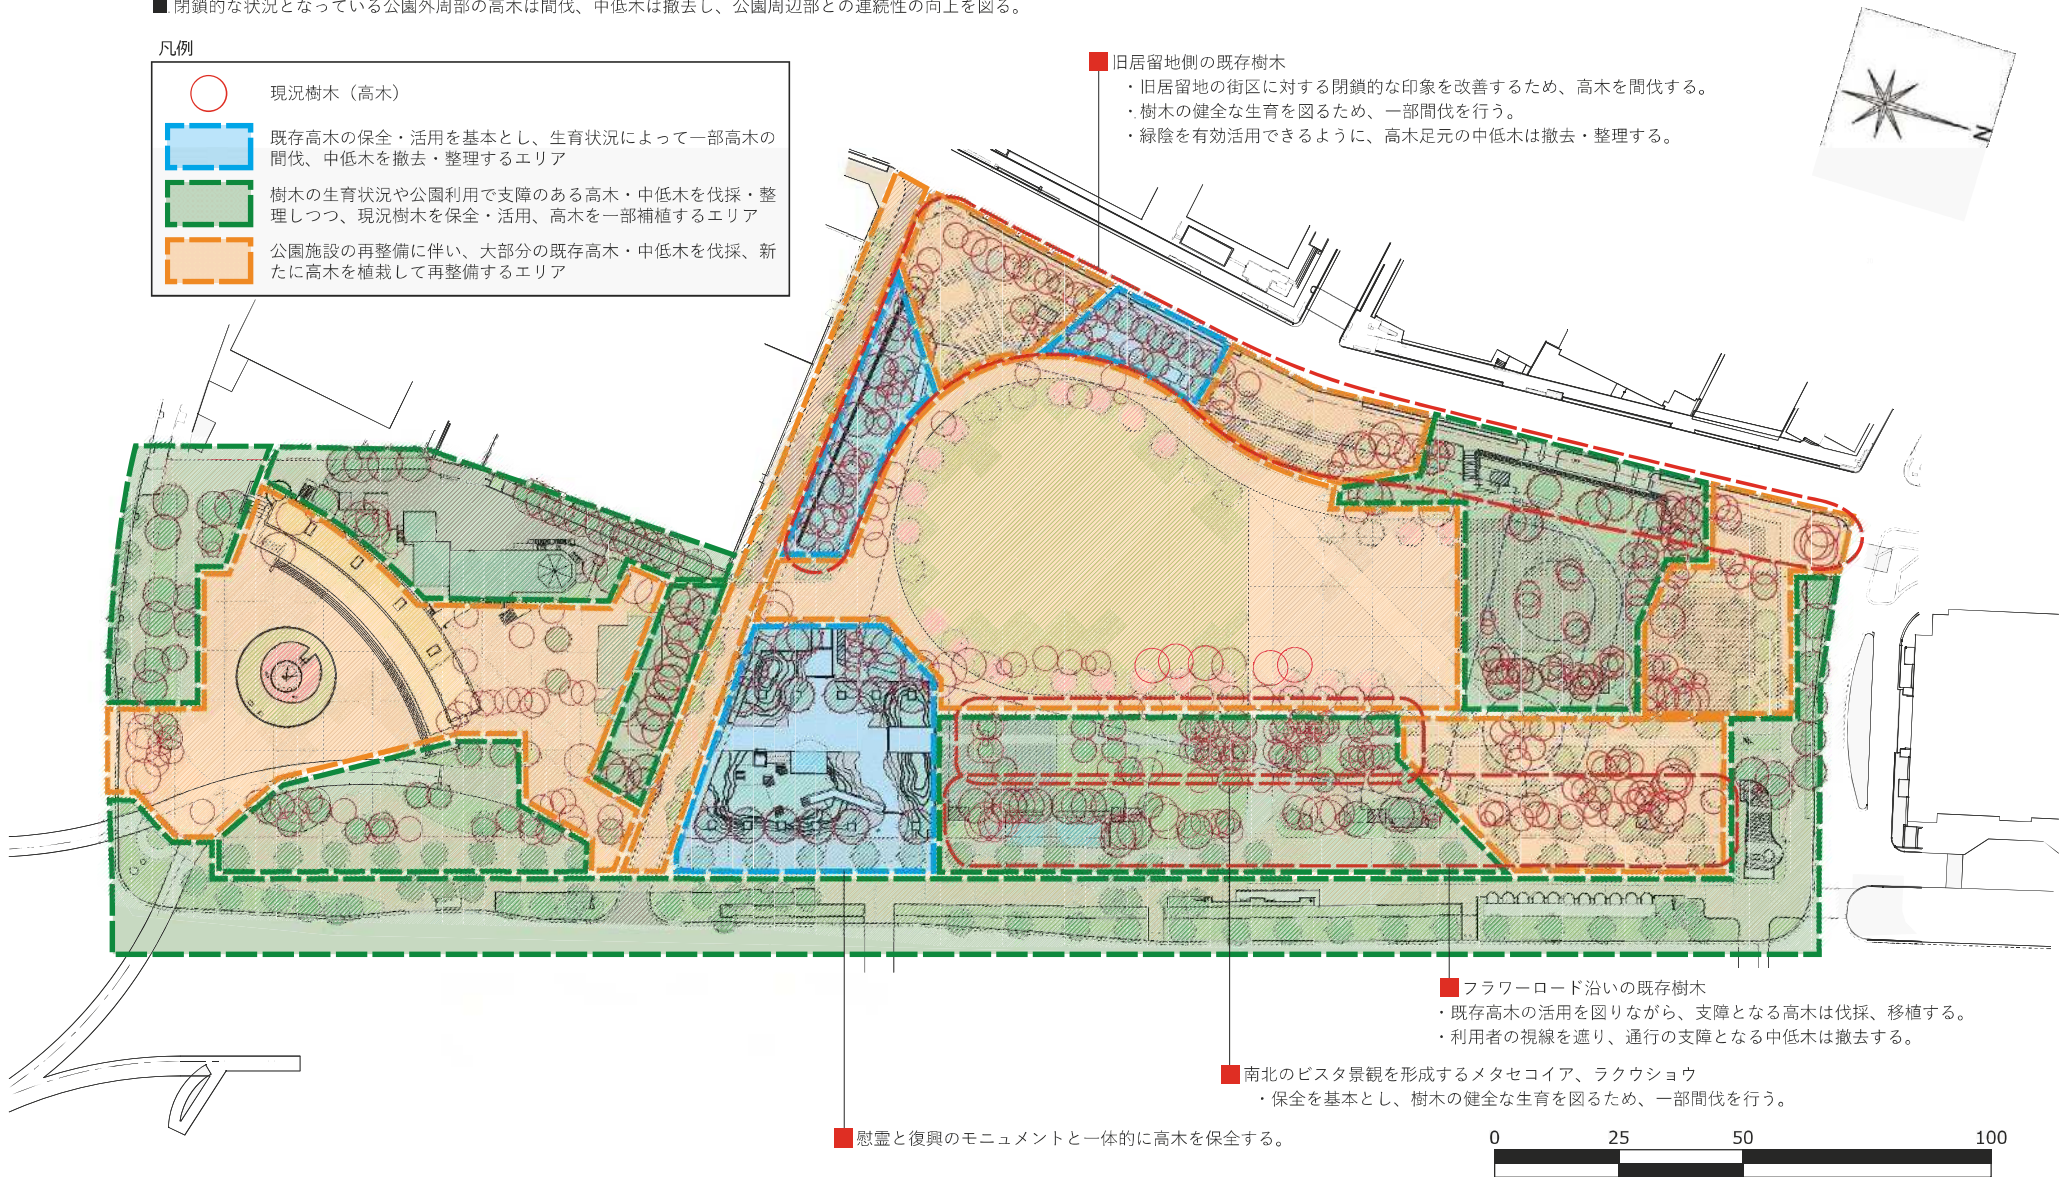 ■ 閉鎖的な状況となっている公園外周部の高木は間伐、中低木は撤去し、公園周辺部との連続性の向上を図る。
凡例
現況樹木（高木）
既存高木の保全・活用を基本とし、生育状況によって一部高木の
間伐、中低木を撤去・整理するエリア
樹木の生育状況や公園利用で支障のある高木・中低木を伐採・整
理しつつ、現況樹木を保全・活用、高木を一部補植するエリア
公園施設の再整備に伴い、大部分の既存高木・中低木を伐採、新
たに高木を植栽して再整備するエリア
旧居留地側の既存樹木
・旧居留地の街区に対する閉鎖的な印象を改善するため、高木を間伐する。
・樹木の健全な生育を図るため、一部間伐を行う。
・緑陰を有効活用できるように、高木足元の中低木は撤去・整理する。
N
フラワーロード沿いの既存樹木
・既存高木の活用を図りながら、支障となる高木は伐採、移植する。
・利用者の視線を遮り、通行の支障となる中低木は撤去する。
南北のビスタ景観を形成するメタセコイア、ラクウショウ
・保全を基本とし、樹木の健全な生育を図るため、一部間伐を行う。
慰霊と復興のモニュメントと一体的に高木を保全する。
0 25 50 100